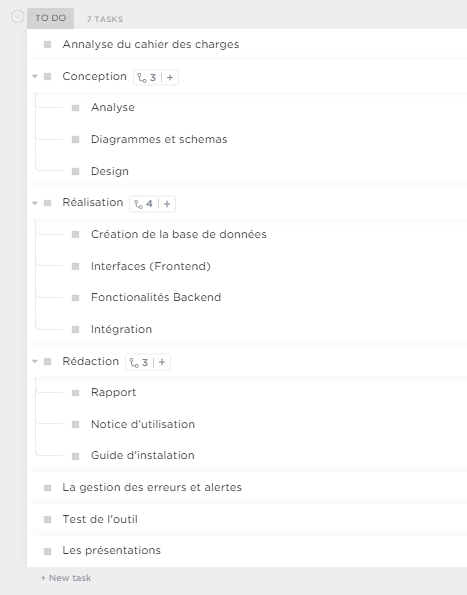 TO DO 7 TASKS
Annalyse du cahier des charges
Conception 3 +
Analyse
Diagrammes et schemas
Design
Réalisation 4 +
Création de la base de données
Interfaces (Frontend)
Fonctionalités Backend
Intégration
Rédaction 3 +
Rapport
Notice d'utilisation
Guide d'instalation
La gestion des erreurs et alertes
Test de l'outil
Les présentations
+ New task